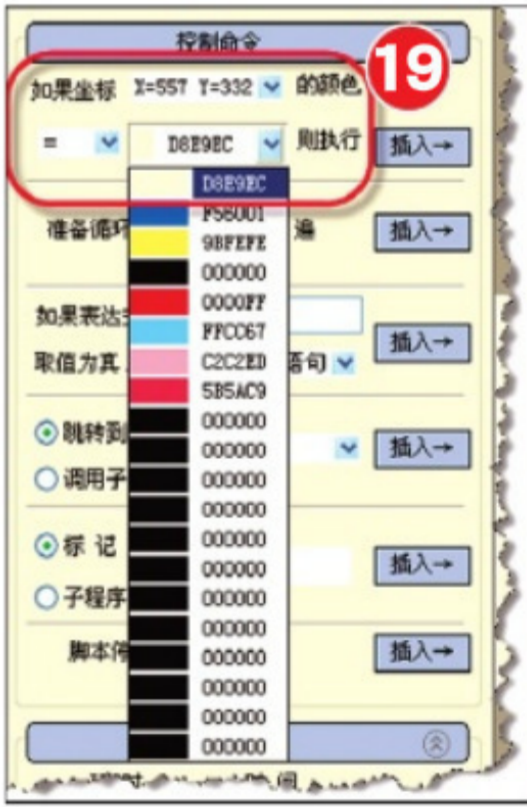 控制命令
19
如果坐标 X=557 Y=332 的颜色
= D8E9EC 则执行 插入→
D8E9EC
F58001
准备循环 遍 插入→
9BFEFE
000000
如果表达 0000FF
FFCC67 插入→
取值为真 C2C2ED 语句
5B5AC9
000000
跳转到 000000 插入→
调用子 000000
000000
标 记 000000
000000 插入→
子程序 000000
000000
脚本停 000000 插入→
000000
000000
000000